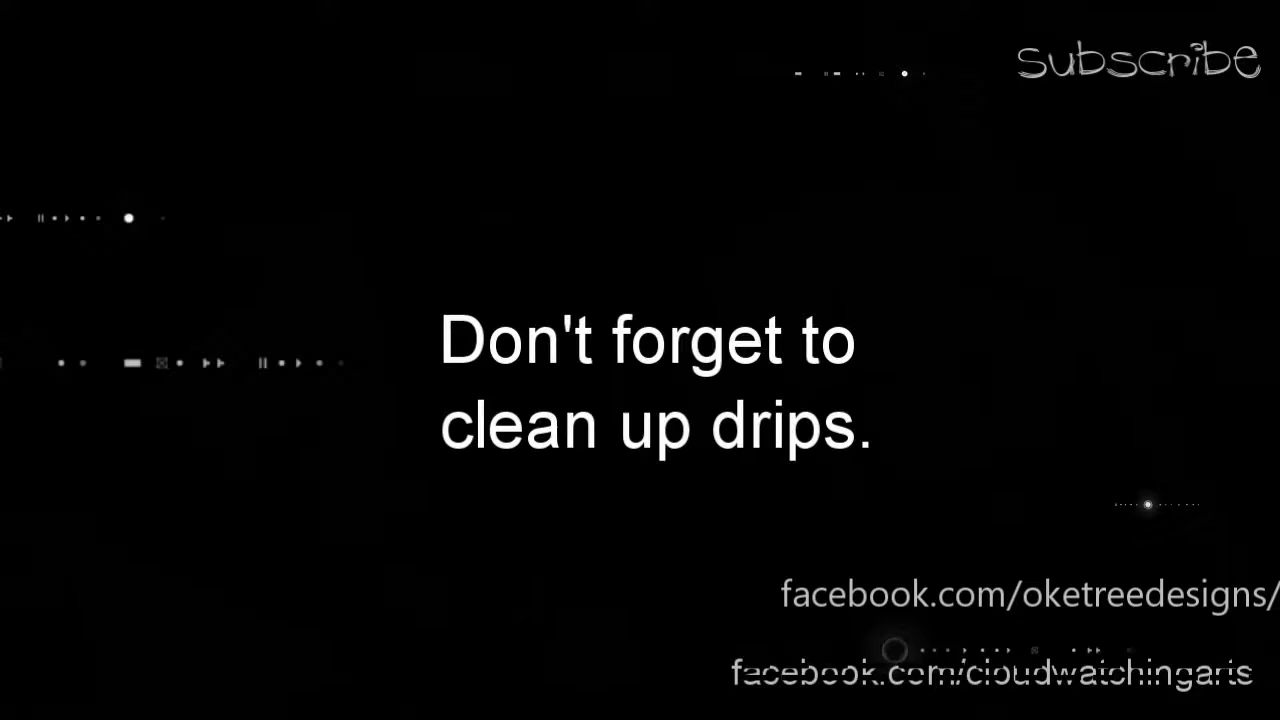 subscribe
Don't forget to
clean up drips.
facebook.com/oketreedesigns/
facebook.com/cloudwatchingarts